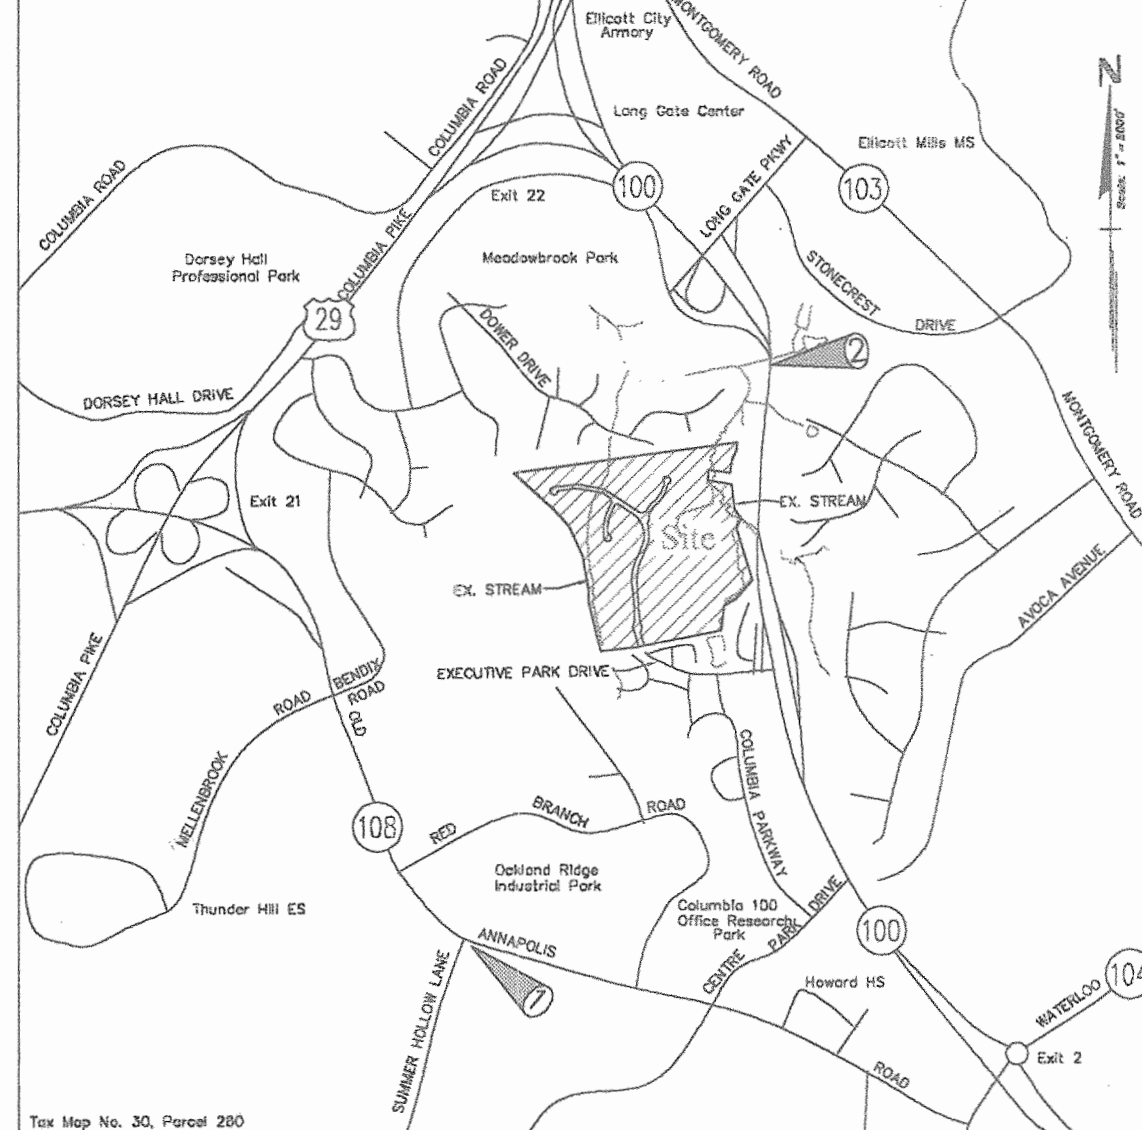 Ellicott City
Armory
MONTGOMERY ROAD
N
Scale: 1" = 2000'
COLUMBIA ROAD
Long Gate Center
Ellicott Mills MS
COLUMBIA ROAD
LONG GATE PKWY
100
103
Exit 22
COLUMBIA PIKE
Dorsey Hall
Professional Park
Meadowbrook Park
STONECREST
DRIVE
29
DOWER DRIVE
2
DORSEY HALL DRIVE
MONTGOMERY ROAD
Exit 21
EX. STREAM
Site
EX. STREAM
AVOCA AVENUE
COLUMBIA PIKE
EXECUTIVE PARK DRIVE
BENDIX
ROAD
ROAD
OLD
MELLENBROOK
COLUMBIA PARKWAY
108
RED
BRANCH
ROAD
Oakland Ridge
Industrial Park
Thunder Hill ES
Columbia 100
Office Research
Park
DRIVE
PARK
CENTRE
100
ANNAPOLIS
SUMMER HOLLOW LANE
1
Howard HS
WATERLOO
104
Exit 2
ROAD
Tax Map No. 30, Parcel 280